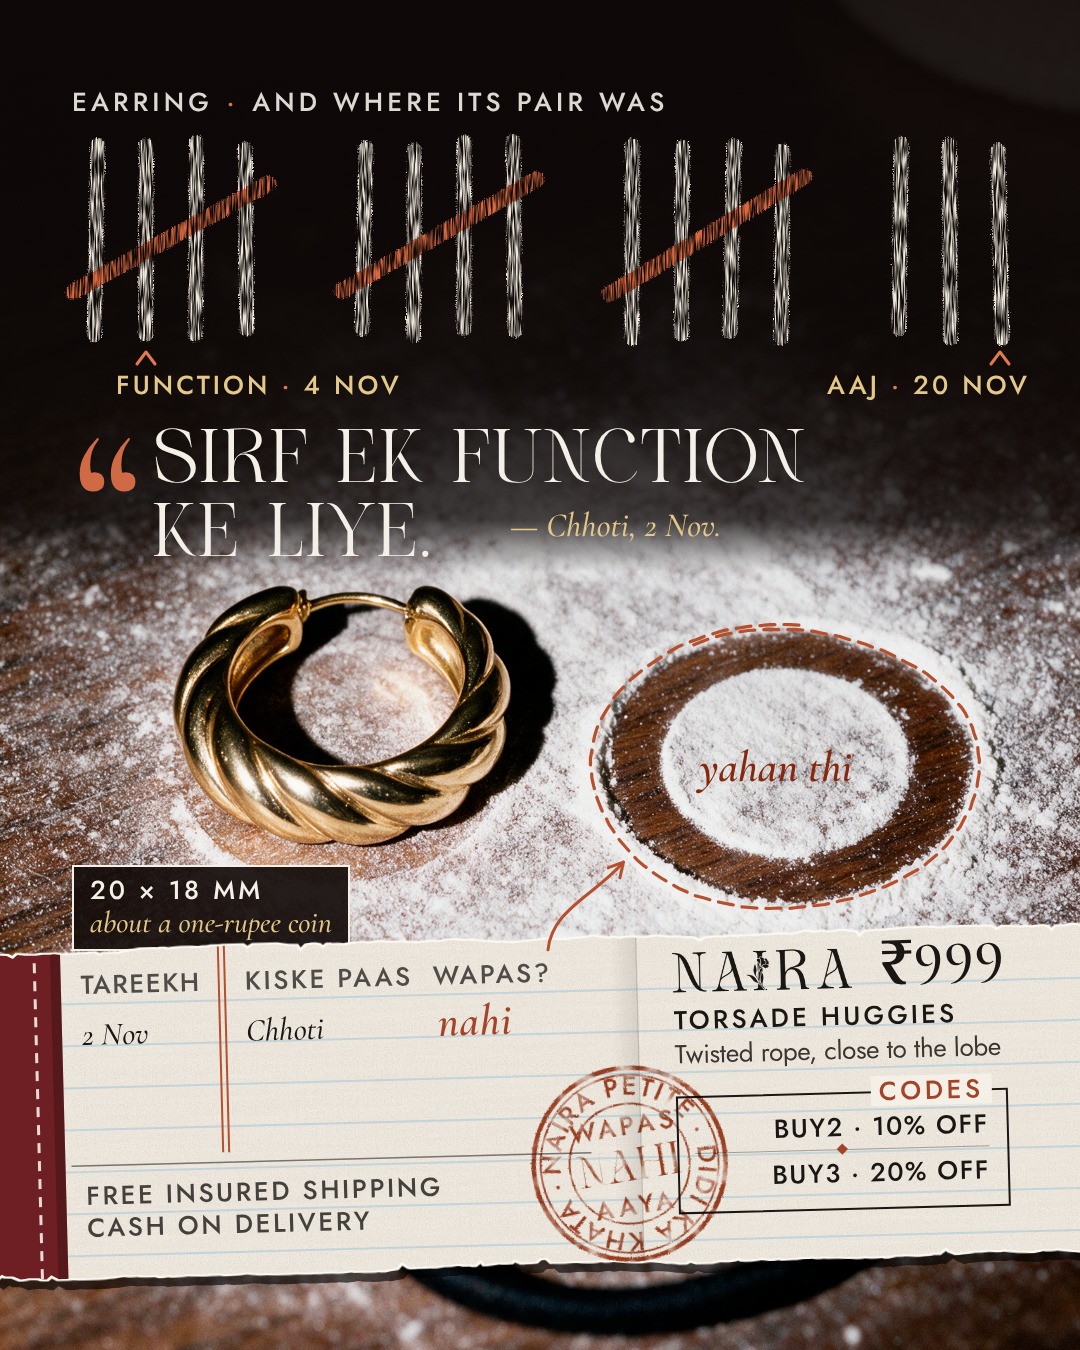 EARRING · AND WHERE ITS PAIR WAS
FUNCTION · 4 NOV
AAJ · 20 NOV
“SIRF EK FUNCTION
KE LIYE.
— Chhoti, 2 Nov.
yahan thi
20 × 18 MM
about a one-rupee coin
TAREEKH KISKE PAAS WAPAS?
2 Nov Chhoti nahi
NAIRA ₹999
TORSADE HUGGIES
Twisted rope, close to the lobe
CODES
BUY2 · 10% OFF
BUY3 · 20% OFF
NAIRA PETITE · DIDI KA KHATA ·
WAPAS
NAHI
AAYA
FREE INSURED SHIPPING
CASH ON DELIVERY